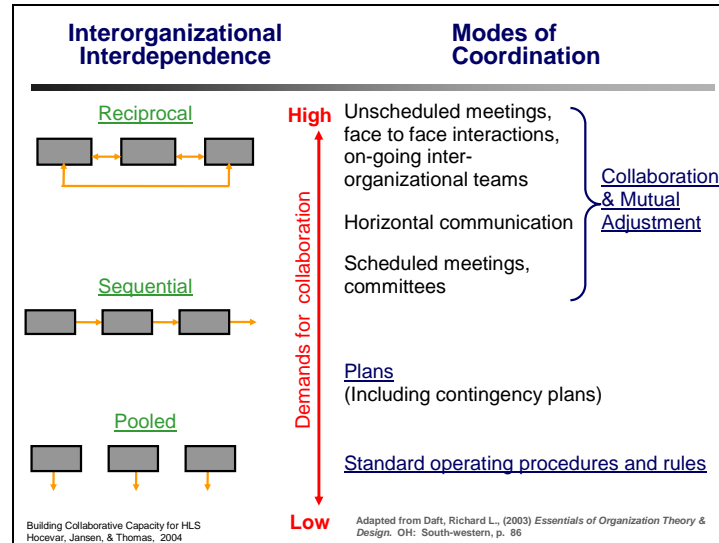 Interorganizational
Interdependence
Modes of
Coordination
Reciprocal
High
Unscheduled meetings,
face to face interactions,
on-going inter-
organizational teams
Horizontal communication
Scheduled meetings,
committees
Collaboration
& Mutual
Adjustment
Demands for collaboration
Sequential
Plans
(Including contingency plans)
Pooled
Standard operating procedures and rules
Low
Building Collaborative Capacity for HLS
Hocevar, Jansen, & Thomas, 2004
Adapted from Daft, Richard L., (2003) Essentials of Organization Theory &
Design. OH: South-western, p. 86